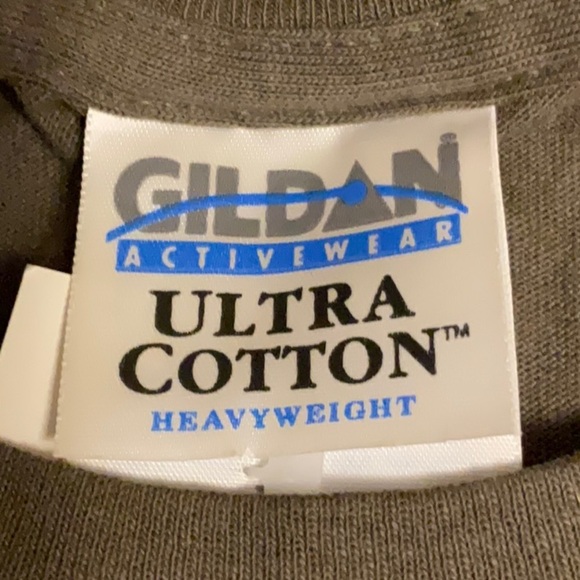 GILDAN®
ACTIVEWEAR
ULTRA
COTTON™
HEAVYWEIGHT